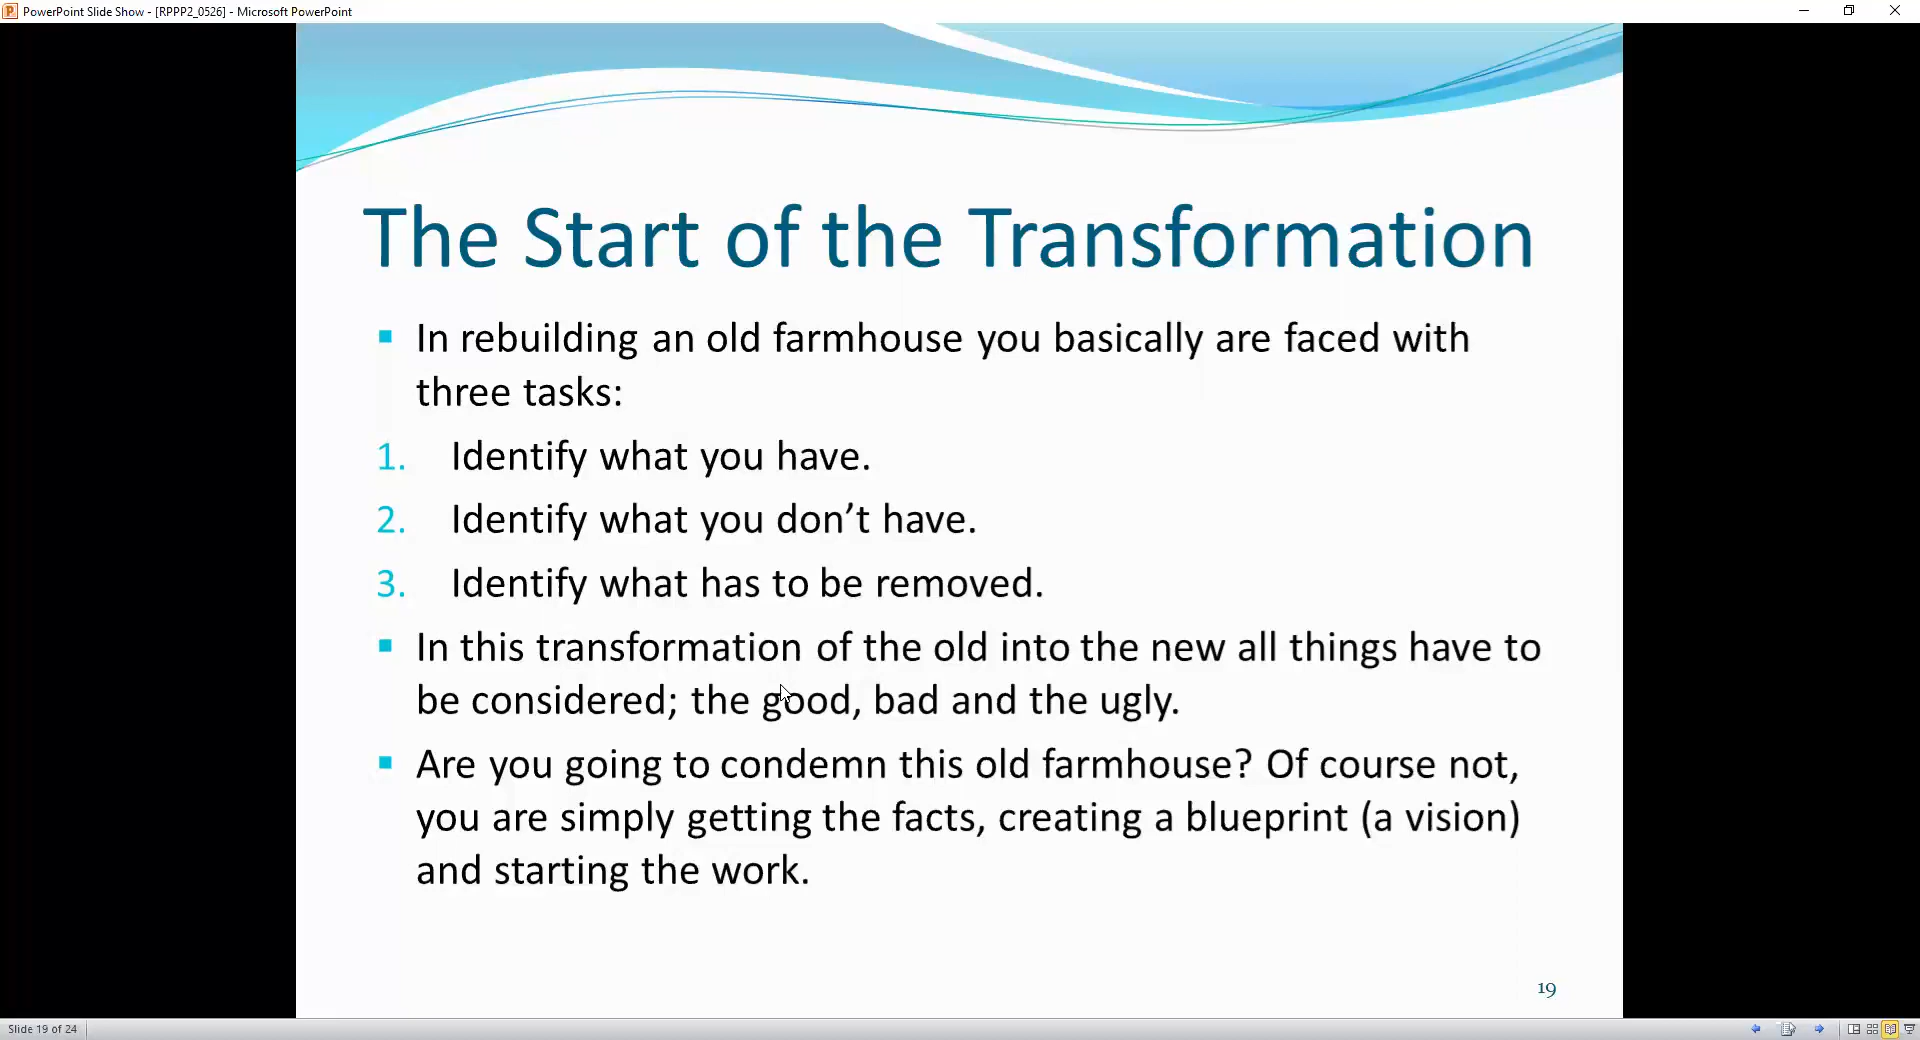 PowerPoint Slide Show - [RPPP2_0526] - Microsoft PowerPoint
The Start of the Transformation
▪ In rebuilding an old farmhouse you basically are faced with
three tasks:
1. Identify what you have.
2. Identify what you don’t have.
3. Identify what has to be removed.
▪ In this transformation of the old into the new all things have to
be considered; the good, bad and the ugly.
▪ Are you going to condemn this old farmhouse? Of course not,
you are simply getting the facts, creating a blueprint (a vision)
and starting the work.
19
Slide 19 of 24